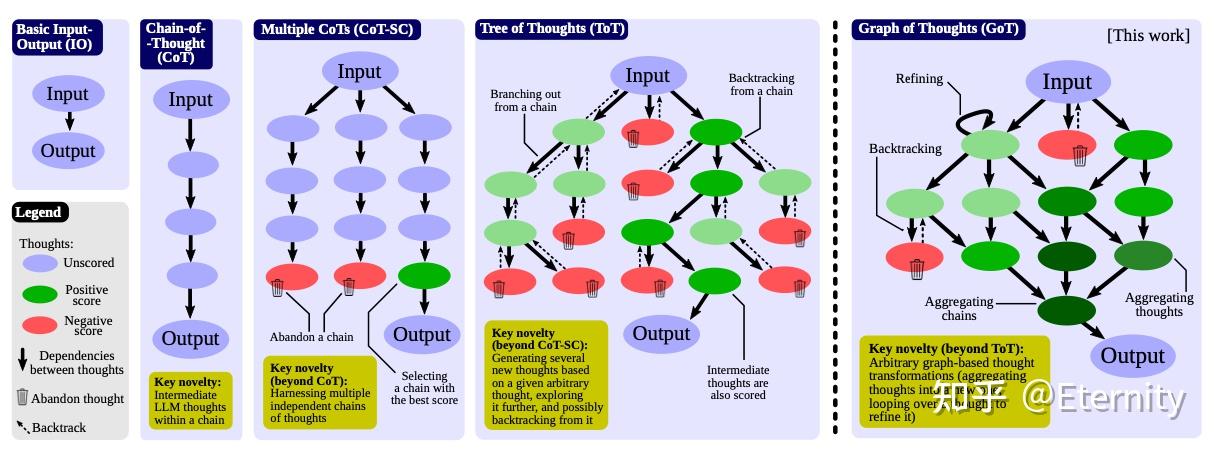 Basic Input-
Output (IO)
Input
Output
Legend
Thoughts:
Unscored
Positive
score
Negative
score
Dependencies
between thoughts
Abandon thought
Backtrack
Chain-of-
-Thought
(CoT)
Input
Output
Key novelty:
Intermediate
LLM thoughts
within a chain
Multiple CoTs (CoT-SC)
Input
Abandon a chain
Output
Selecting
a chain with
the best score
Key novelty
(beyond CoT):
Harnessing multiple
independent chains
of thoughts
Tree of Thoughts (ToT)
Input
Branching out
from a chain
Backtracking
from a chain
Output
Intermediate
thoughts are
also scored
Key novelty
(beyond CoT-SC):
Generating several
new thoughts based
on a given arbitrary
thought, exploring
it further, and possibly
backtracking from it
Graph of Thoughts (GoT)
[This work]
Input
Refining
Backtracking
Aggregating
chains
Aggregating
thoughts
Output
Key novelty (beyond ToT):
Arbitrary graph-based thought
transformations (aggregating
thoughts into a new one,
looping over a thought to
refine it)
知乎 @Eternity